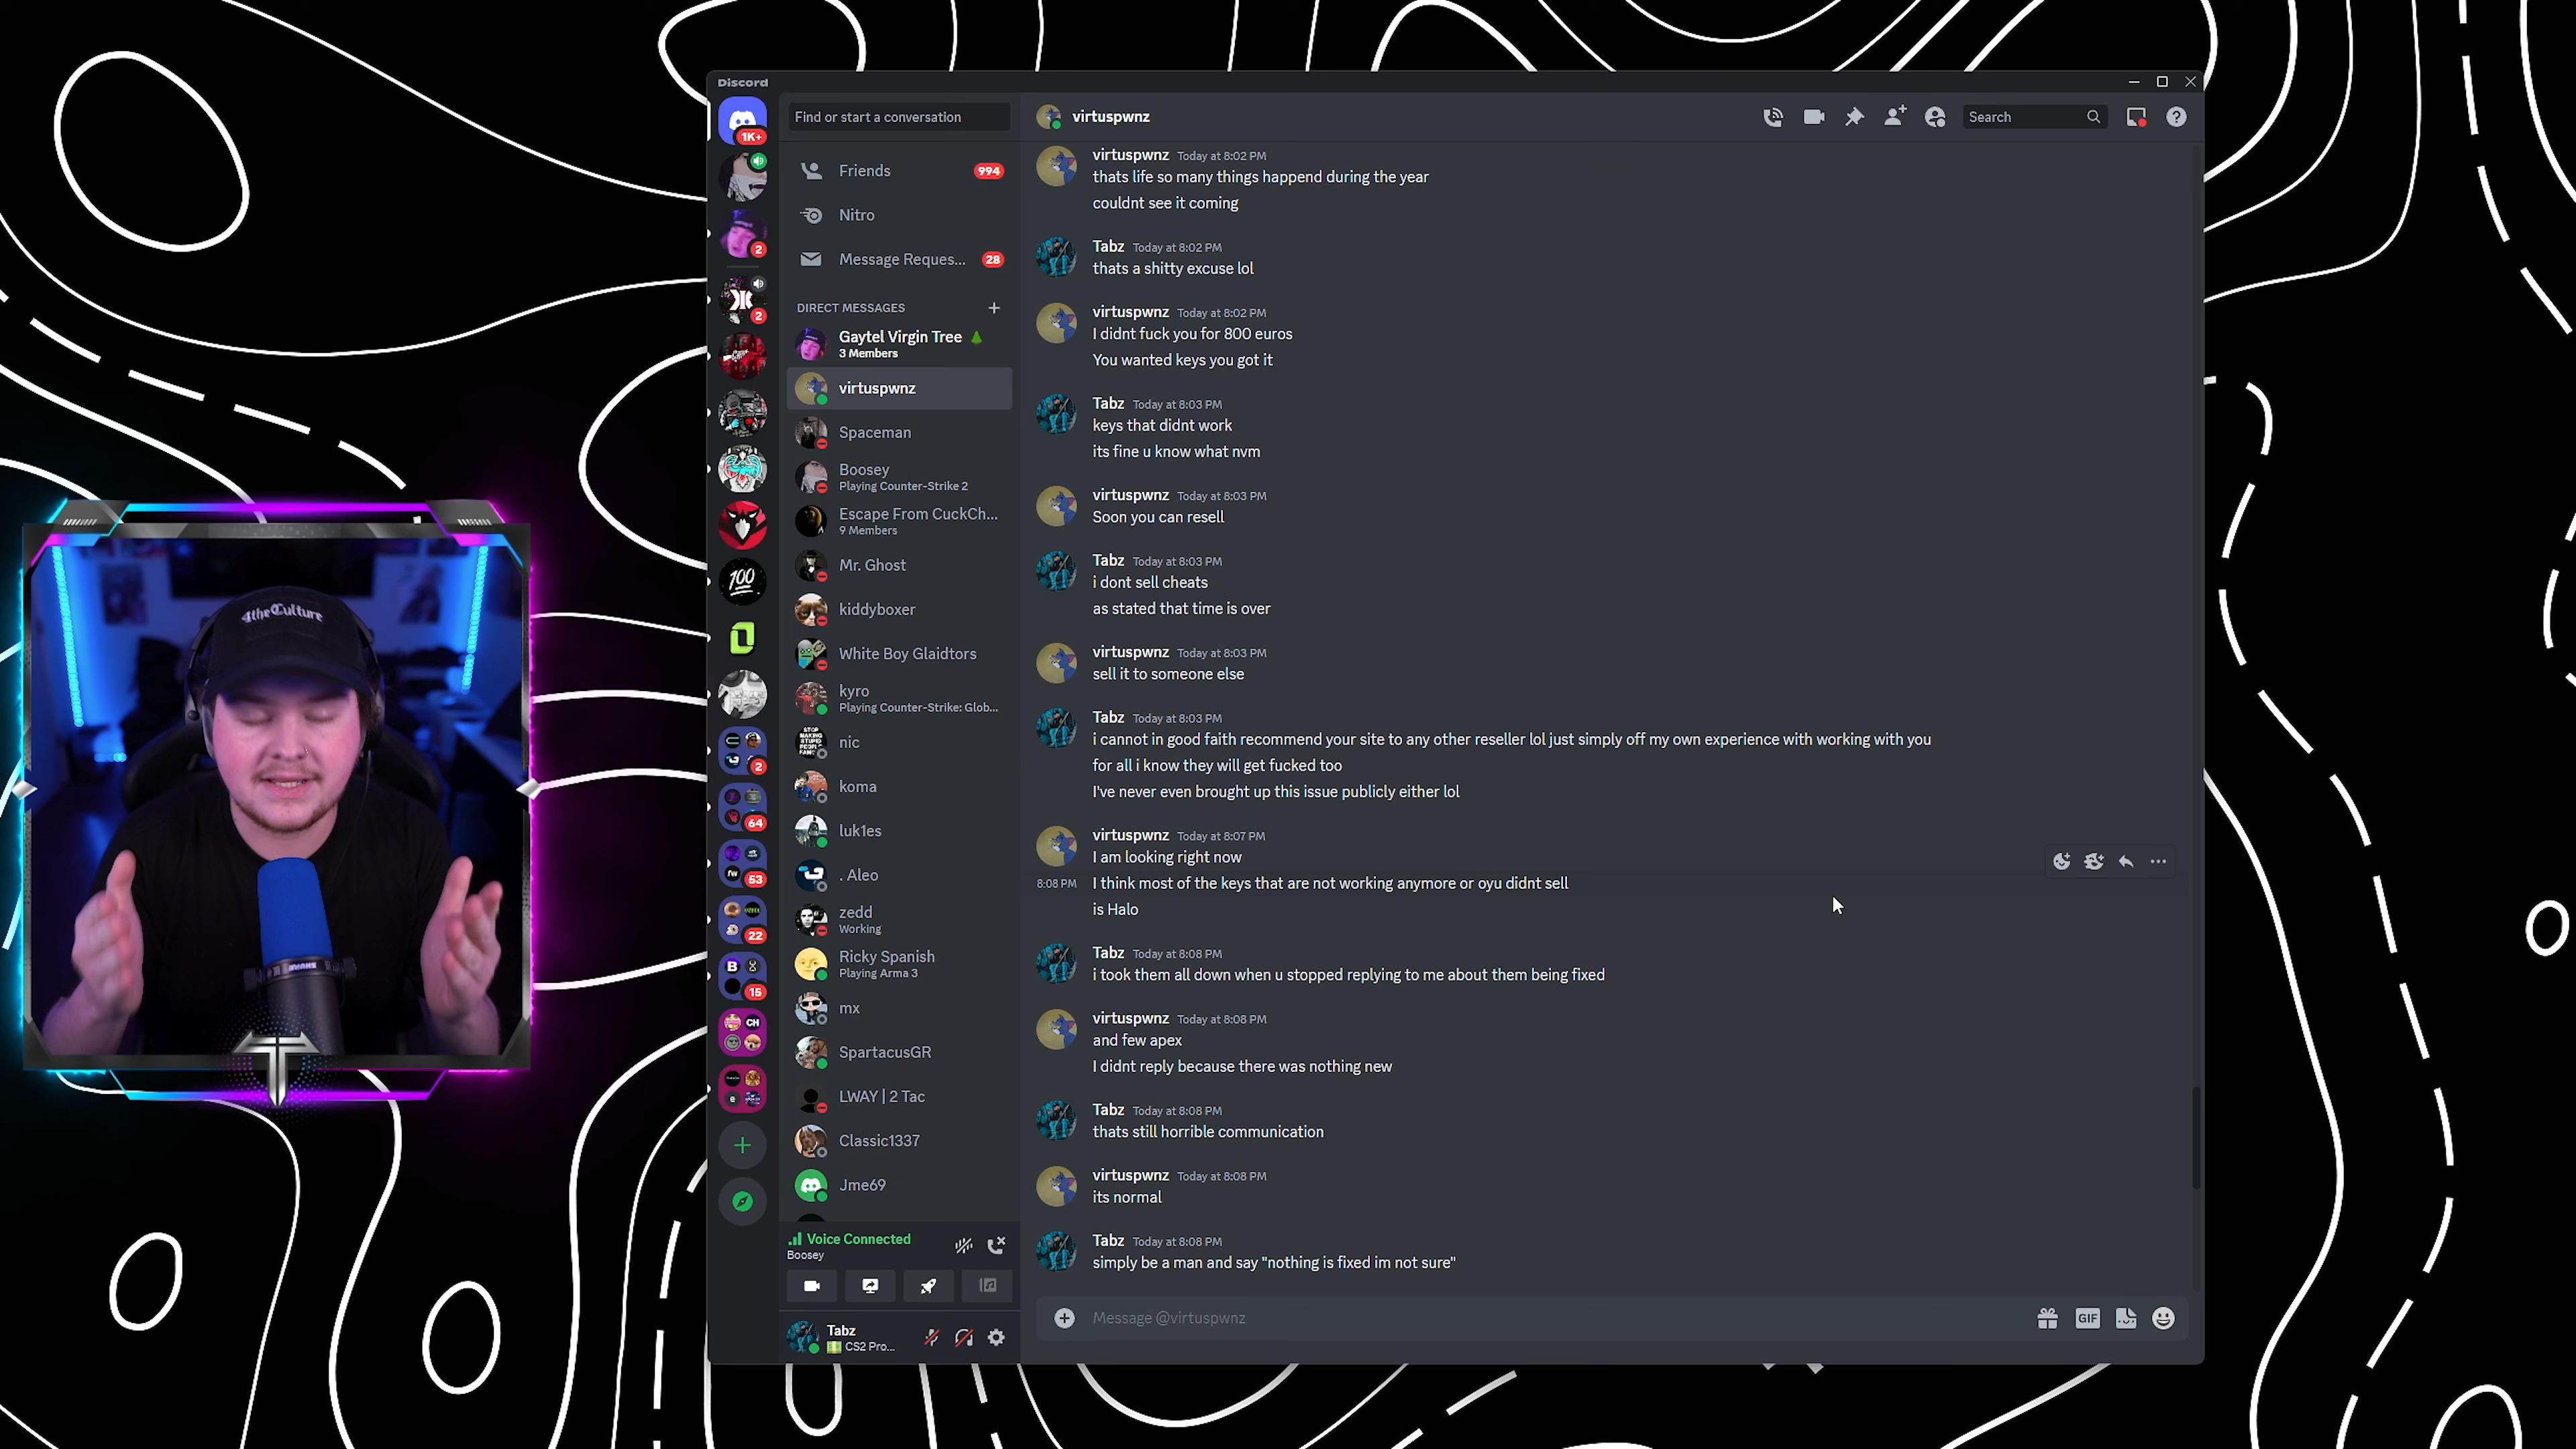 Discord
1K+
2
2
100
2
64
53
22
15
Find or start a conversation
Friends 994
Nitro
Message Reques... 28
DIRECT MESSAGES
Gaytel Virgin Tree
3 Members
virtuspwnz
Spaceman
Boosey
Playing Counter-Strike 2
Escape From CuckCh...
9 Members
Mr. Ghost
kiddyboxer
White Boy Glaidtors
kyro
Playing Counter-Strike: Glob...
nic
koma
luk1es
. Aleo
zedd
Working
Ricky Spanish
Playing Arma 3
mx
SpartacusGR
LWAY | 2 Tac
Classic1337
Jme69
Voice Connected
Boosey
Tabz
CS2 Pro...
virtuspwnz
Search
virtuspwnz Today at 8:02 PM
thats life so many things happend during the year
couldnt see it coming
Tabz Today at 8:02 PM
thats a shitty excuse lol
virtuspwnz Today at 8:02 PM
I didnt fuck you for 800 euros
You wanted keys you got it
Tabz Today at 8:03 PM
keys that didnt work
its fine u know what nvm
virtuspwnz Today at 8:03 PM
Soon you can resell
Tabz Today at 8:03 PM
i dont sell cheats
as stated that time is over
virtuspwnz Today at 8:03 PM
sell it to someone else
Tabz Today at 8:03 PM
i cannot in good faith recommend your site to any other reseller lol just simply off my own experience with working with you
for all i know they will get fucked too
I've never even brought up this issue publicly either lol
virtuspwnz Today at 8:07 PM
I am looking right now
8:08 PM I think most of the keys that are not working anymore or oyu didnt sell
is Halo
Tabz Today at 8:08 PM
i took them all down when u stopped replying to me about them being fixed
virtuspwnz Today at 8:08 PM
and few apex
I didnt reply because there was nothing new
Tabz Today at 8:08 PM
thats still horrible communication
virtuspwnz Today at 8:08 PM
its normal
Tabz Today at 8:08 PM
simply be a man and say "nothing is fixed im not sure"
Message @virtuspwnz
GIF
4theCulture